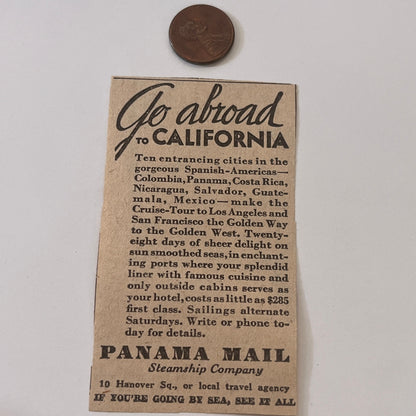 Go abroad
TO CALIFORNIA
Ten entrancing cities in the
gorgeous Spanish-Americas—
Colombia, Panama, Costa Rica,
Nicaragua, Salvador, Guate-
mala, Mexico—make the
Cruise-Tour to Los Angeles and
San Francisco the Golden Way
to the Golden West. Twenty-
eight days of sheer delight on
sun smoothed seas, in enchant-
ing ports where your splendid
liner with famous cuisine and
only outside cabins serves as
your hotel, costs as little as $285
first class. Sailings alternate
Saturdays. Write or phone to-
day for details.
PANAMA MAIL
Steamship Company
10 Hanover Sq., or local travel agency
IF YOU'RE GOING BY SEA, SEE IT ALL